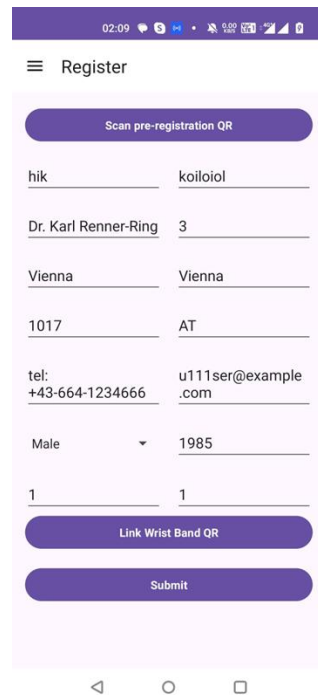 02:09
Register
Scan pre-registration QR
hik koiloiol
Dr. Karl Renner-Ring 3
Vienna Vienna
1017 AT
tel:
+43-664-1234666
u111ser@example
.com
Male 1985
1 1
Link Wrist Band QR
Submit